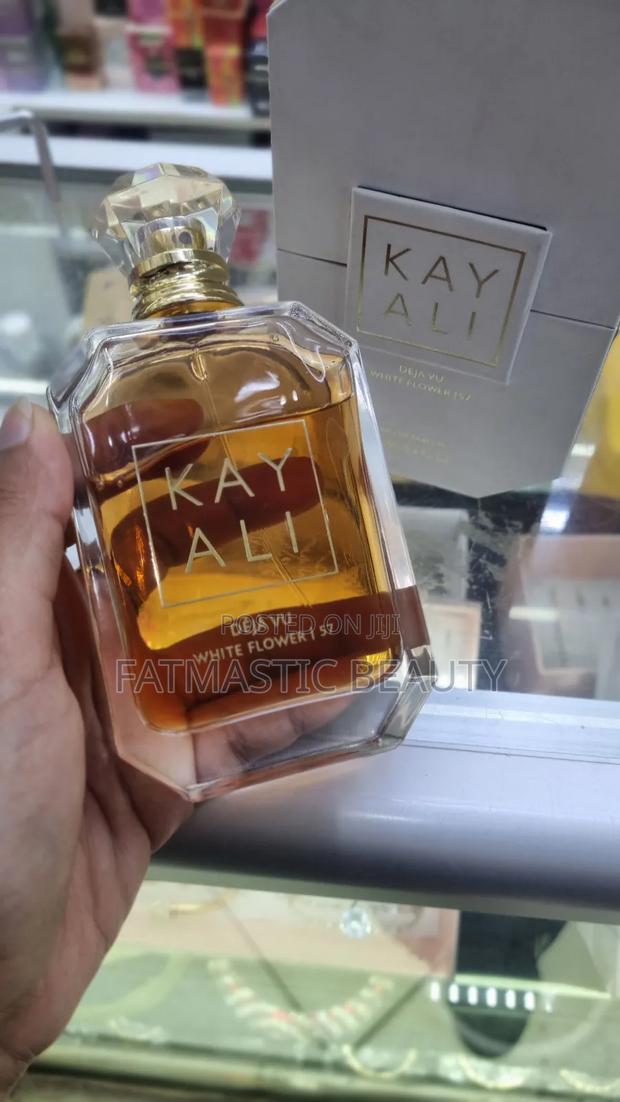 KAY
ALI
DEJA VU
WHITE FLOWER | 57
KAY
ALI
DEJA VU
WHITE FLOWER | 57
POSTED ON JIJI
FATMASTIC BEAUTY